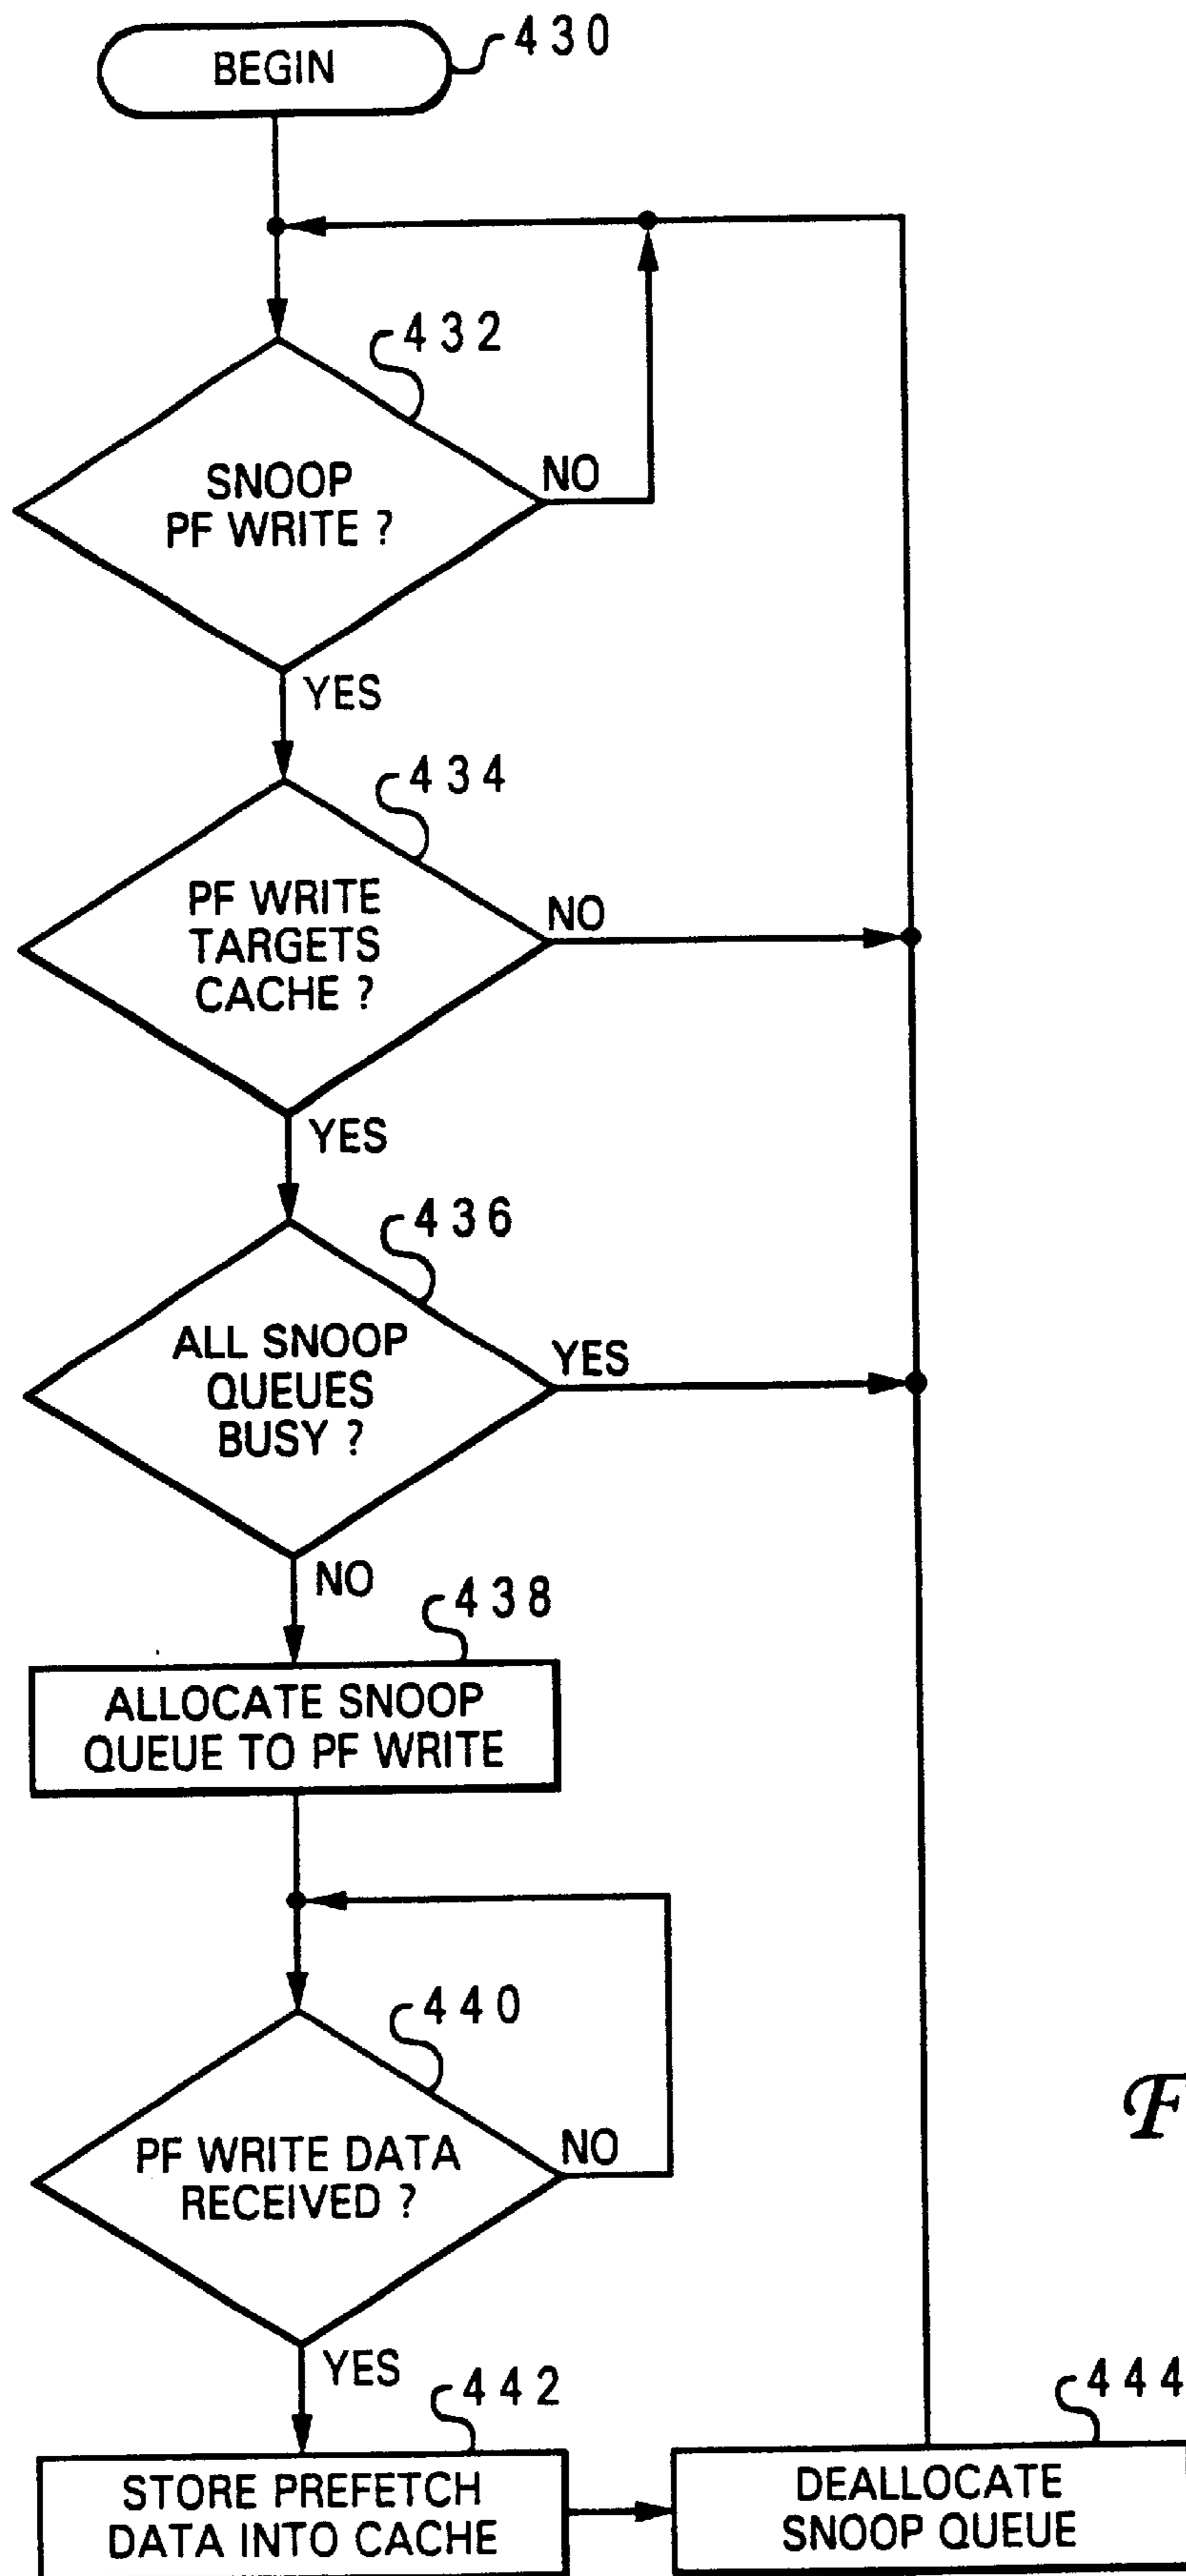 BEGIN
430
432
SNOOP
PF WRITE ?
NO
YES
434
PF WRITE
TARGETS
CACHE ?
NO
YES
436
ALL SNOOP
QUEUES
BUSY ?
YES
NO
438
ALLOCATE SNOOP
QUEUE TO PF WRITE
440
PF WRITE DATA
RECEIVED ?
NO
F
YES
442
STORE PREFETCH
DATA INTO CACHE
444
DEALLOCATE
SNOOP QUEUE